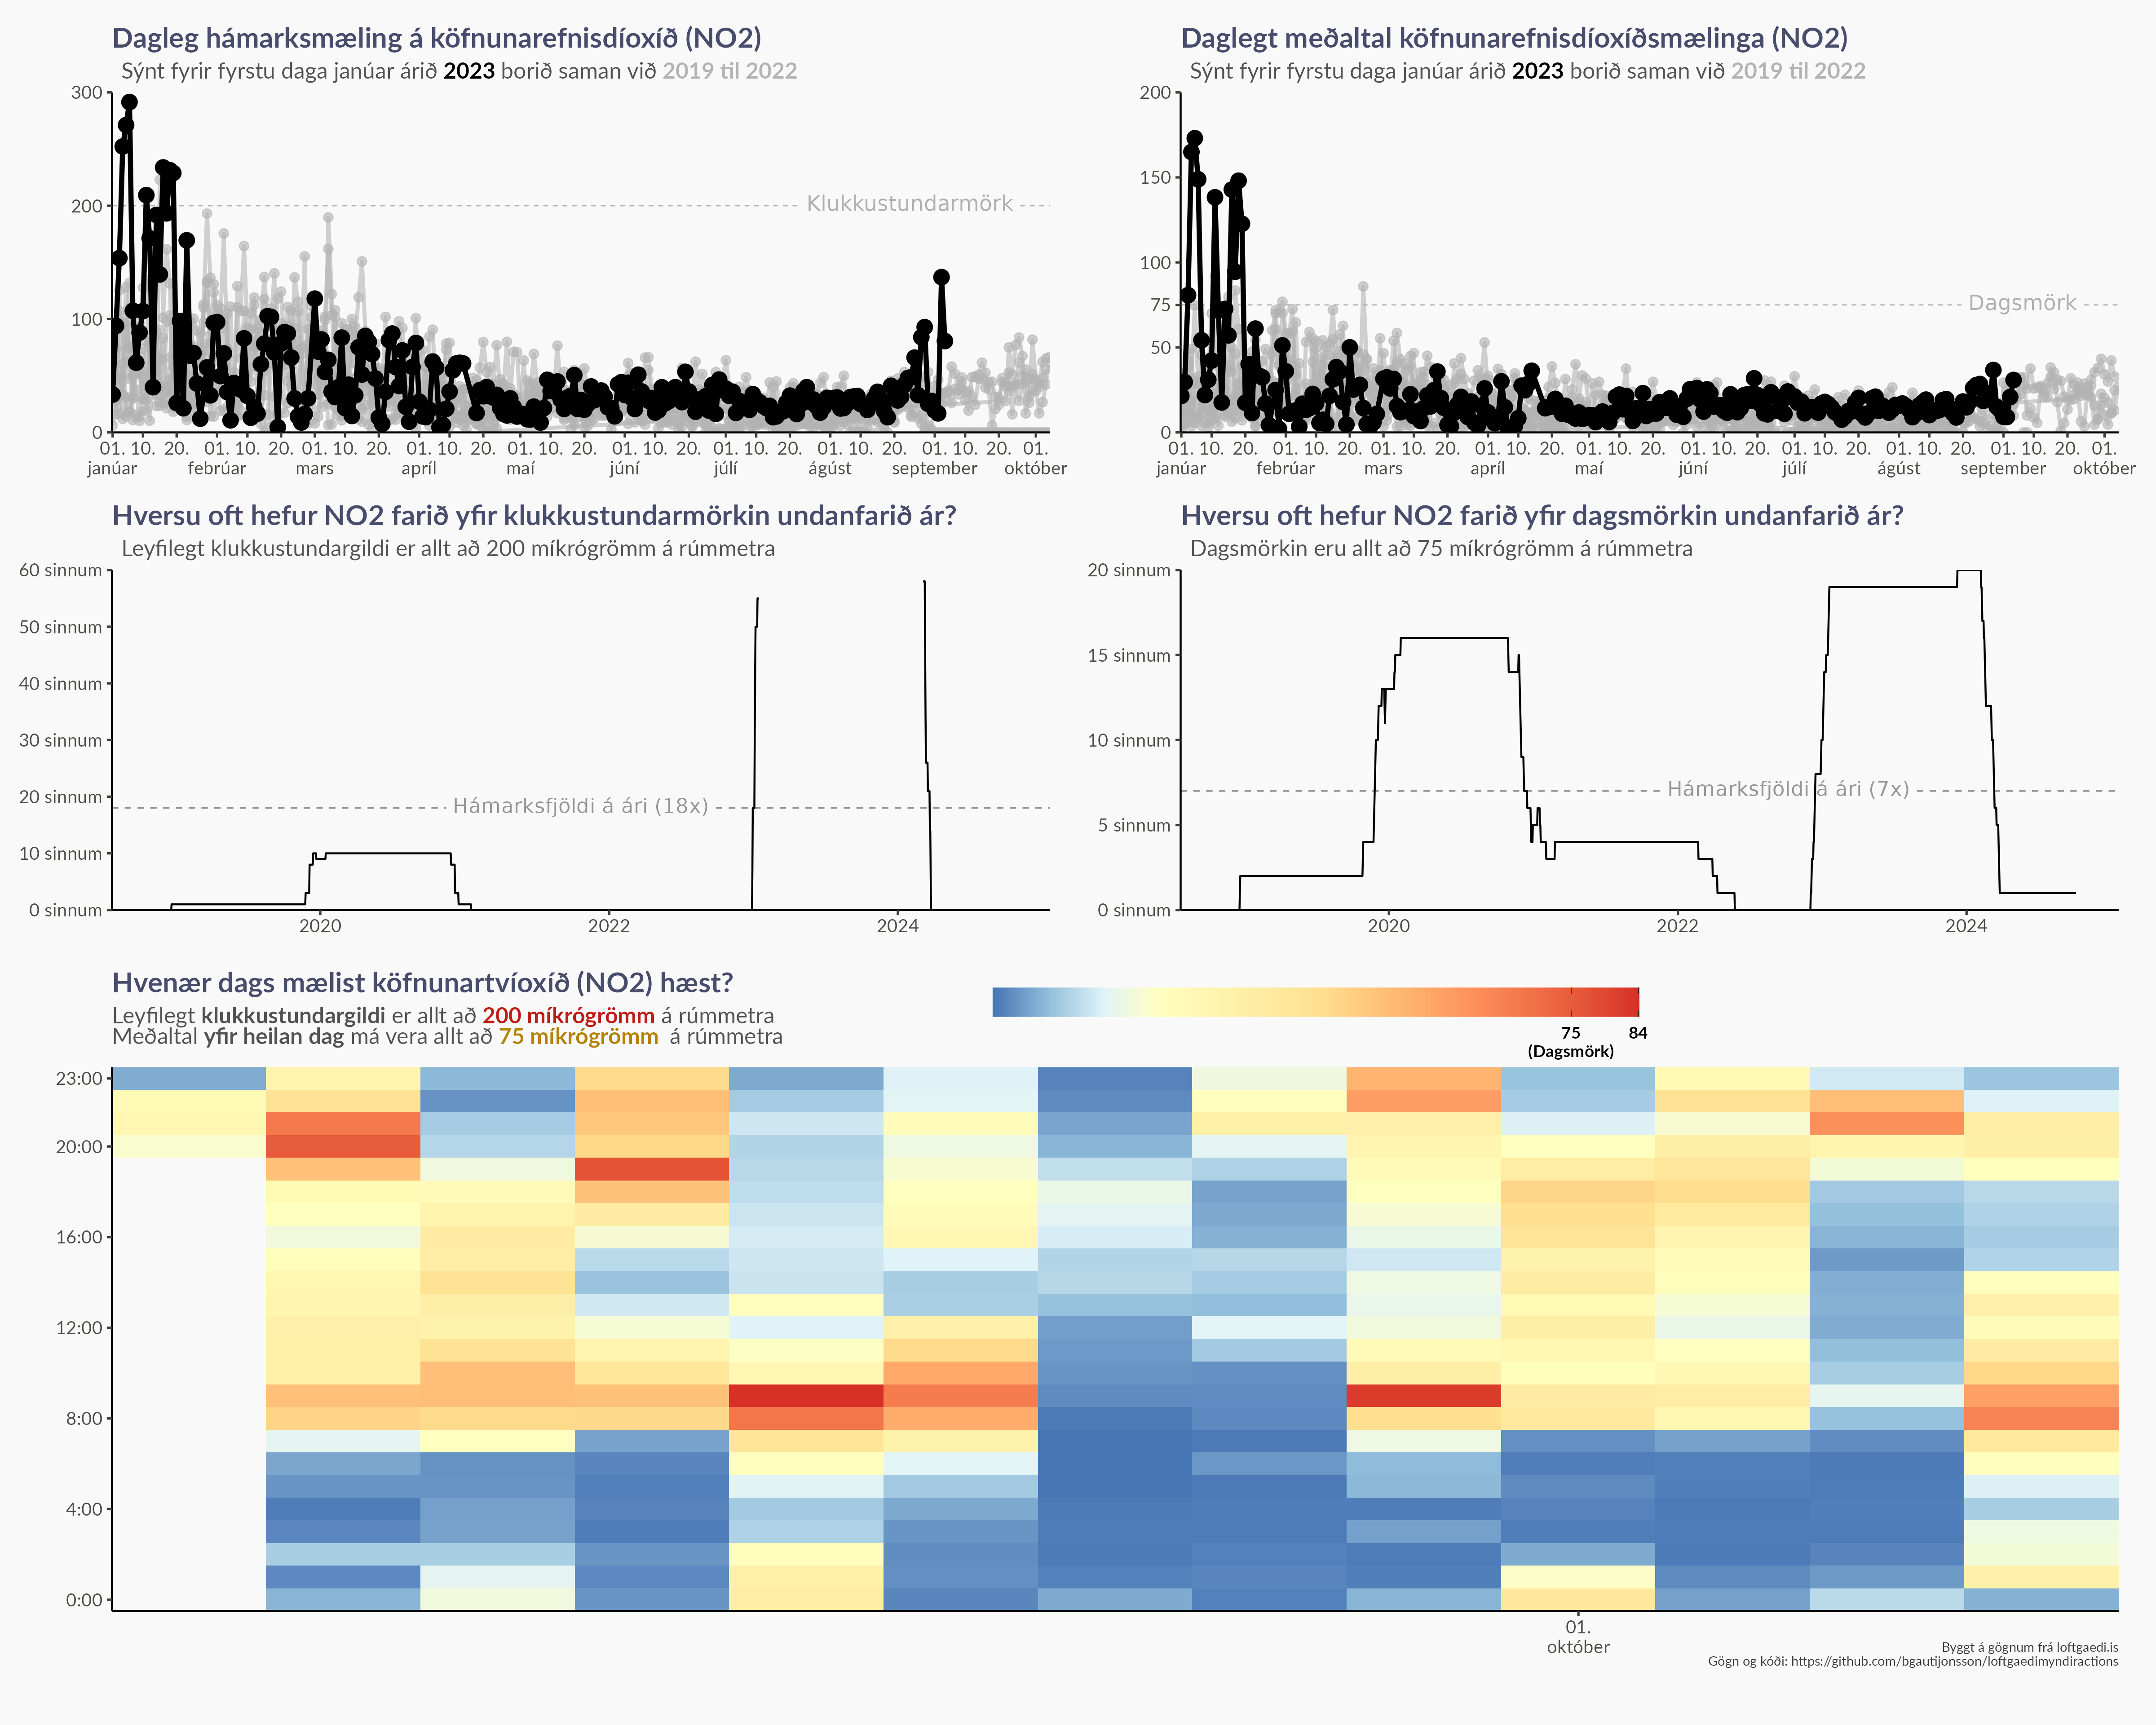 Dagleg hámarksmæling á köfnunarefnisdíoxíð (NO2)
Sýnt fyrir fyrstu daga janúar árið 2023 borið saman við 2019 til 2022
300
200
100
0
Klukkustundarmörk
01. 10. 20. 01. 10. 20. 01. 10. 20. 01. 10. 20. 01. 10. 20. 01. 10. 20. 01. 10. 20. 01. 10. 20. 01. 10. 20. 01.
janúar febrúar mars apríl maí júní júlí ágúst september október
Daglegt meðaltal köfnunarefnisdíoxíðsmælinga (NO2)
Sýnt fyrir fyrstu daga janúar árið 2023 borið saman við 2019 til 2022
200
150
100
75
50
0
Dagsmörk
01. 10. 20. 01. 10. 20. 01. 10. 20. 01. 10. 20. 01. 10. 20. 01. 10. 20. 01. 10. 20. 01. 10. 20. 01. 10. 20. 01.
janúar febrúar mars apríl maí júní júlí ágúst september október
Hversu oft hefur NO2 farið yfir klukkustundarmörkin undanfarið ár?
Leyfilegt klukkustundargildi er allt að 200 míkrógrömm á rúmmetra
60 sinnum
50 sinnum
40 sinnum
30 sinnum
20 sinnum
10 sinnum
0 sinnum
Hámarksfjöldi á ári (18x)
2020 2022 2024
Hversu oft hefur NO2 farið yfir dagsmörkin undanfarið ár?
Dagsmörkin eru allt að 75 míkrógrömm á rúmmetra
20 sinnum
15 sinnum
10 sinnum
5 sinnum
0 sinnum
Hámarksfjöldi á ári (7x)
2020 2022 2024
Hvenær dags mælist köfnunartvíoxíð (NO2) hæst?
Leyfilegt klukkustundargildi er allt að 200 míkrógrömm á rúmmetra
Meðaltal yfir heilan dag má vera allt að 75 míkrógrömm á rúmmetra
75 84
(Dagsmörk)
23:00
20:00
16:00
12:00
8:00
4:00
0:00
01.
október
Byggt á gögnum frá loftgaedi.is
Gögn og kóði: https://github.com/bgautijonsson/loftgaedimyndiractions